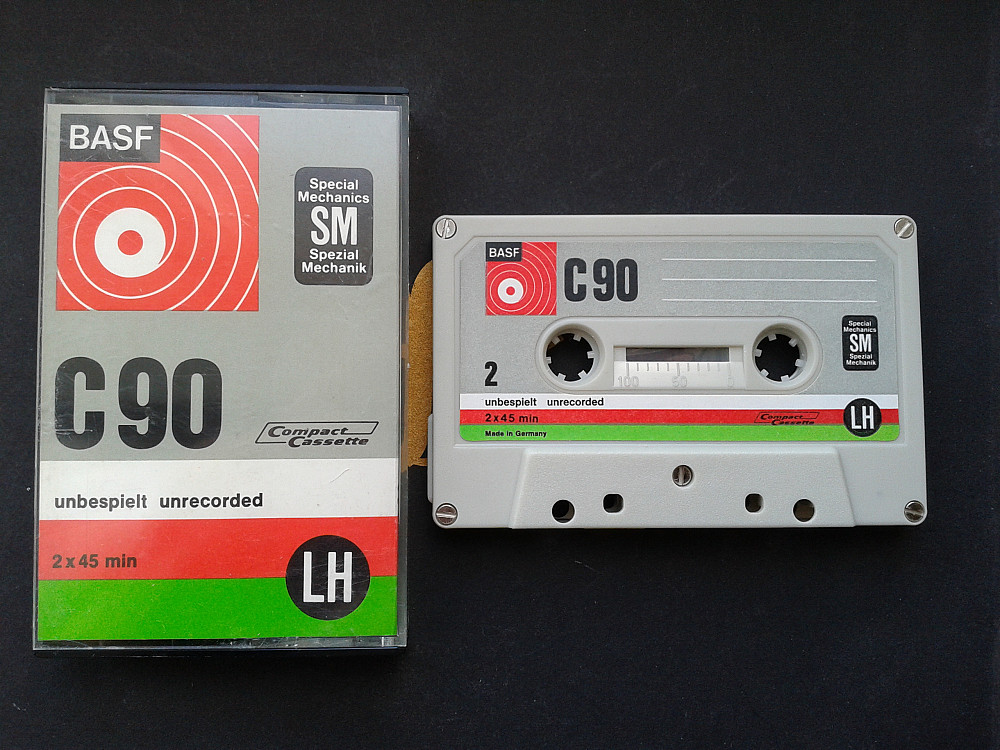 BASF
Special
Mechanics
SM
Spezial
Mechanik
C90
Compact
Cassette
unbespielt unrecorded
2x45 min
LH
BASF
C90
Special
Mechanics
SM
Spezial
Mechanik
2
100 50 0
unbespielt unrecorded
2x45 min
Compact
Cassette
LH
Made in Germany